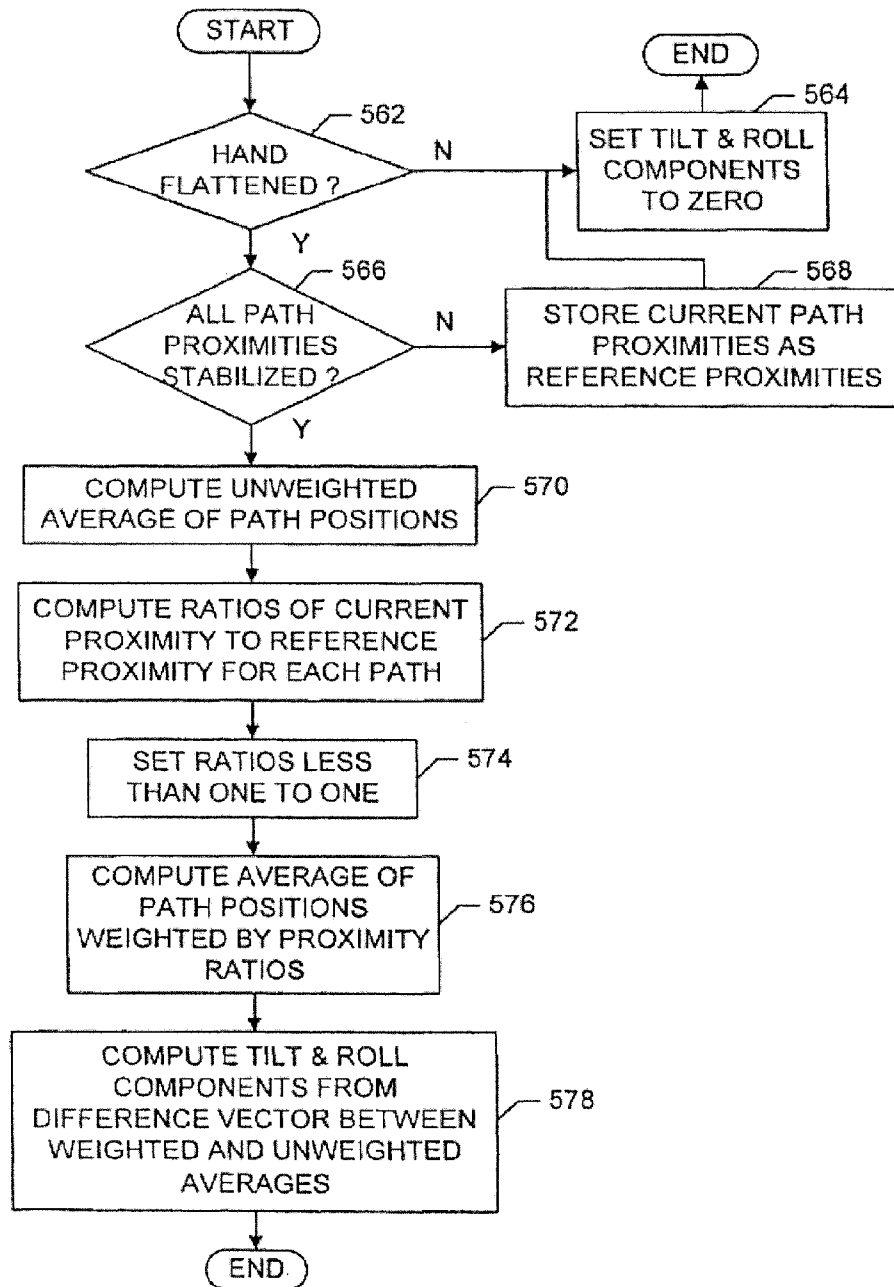 START
END
562
564
HAND
FLATTENED ?
N
SET TILT & ROLL
COMPONENTS
TO ZERO
Y
566
568
ALL PATH
PROXIMITIES
STABILIZED ?
N
STORE CURRENT PATH
PROXIMITIES AS
REFERENCE PROXIMITIES
Y
COMPUTE UNWEIGHTED
AVERAGE OF PATH POSITIONS
570
COMPUTE RATIOS OF CURRENT
PROXIMITY TO REFERENCE
PROXIMITY FOR EACH PATH
572
SET RATIOS LESS
THAN ONE TO ONE
574
COMPUTE AVERAGE OF
PATH POSITIONS
WEIGHTED BY PROXIMITY
RATIOS
576
COMPUTE TILT & ROLL
COMPONENTS FROM
DIFFERENCE VECTOR BETWEEN
WEIGHTED AND UNWEIGHTED
AVERAGES
578
END